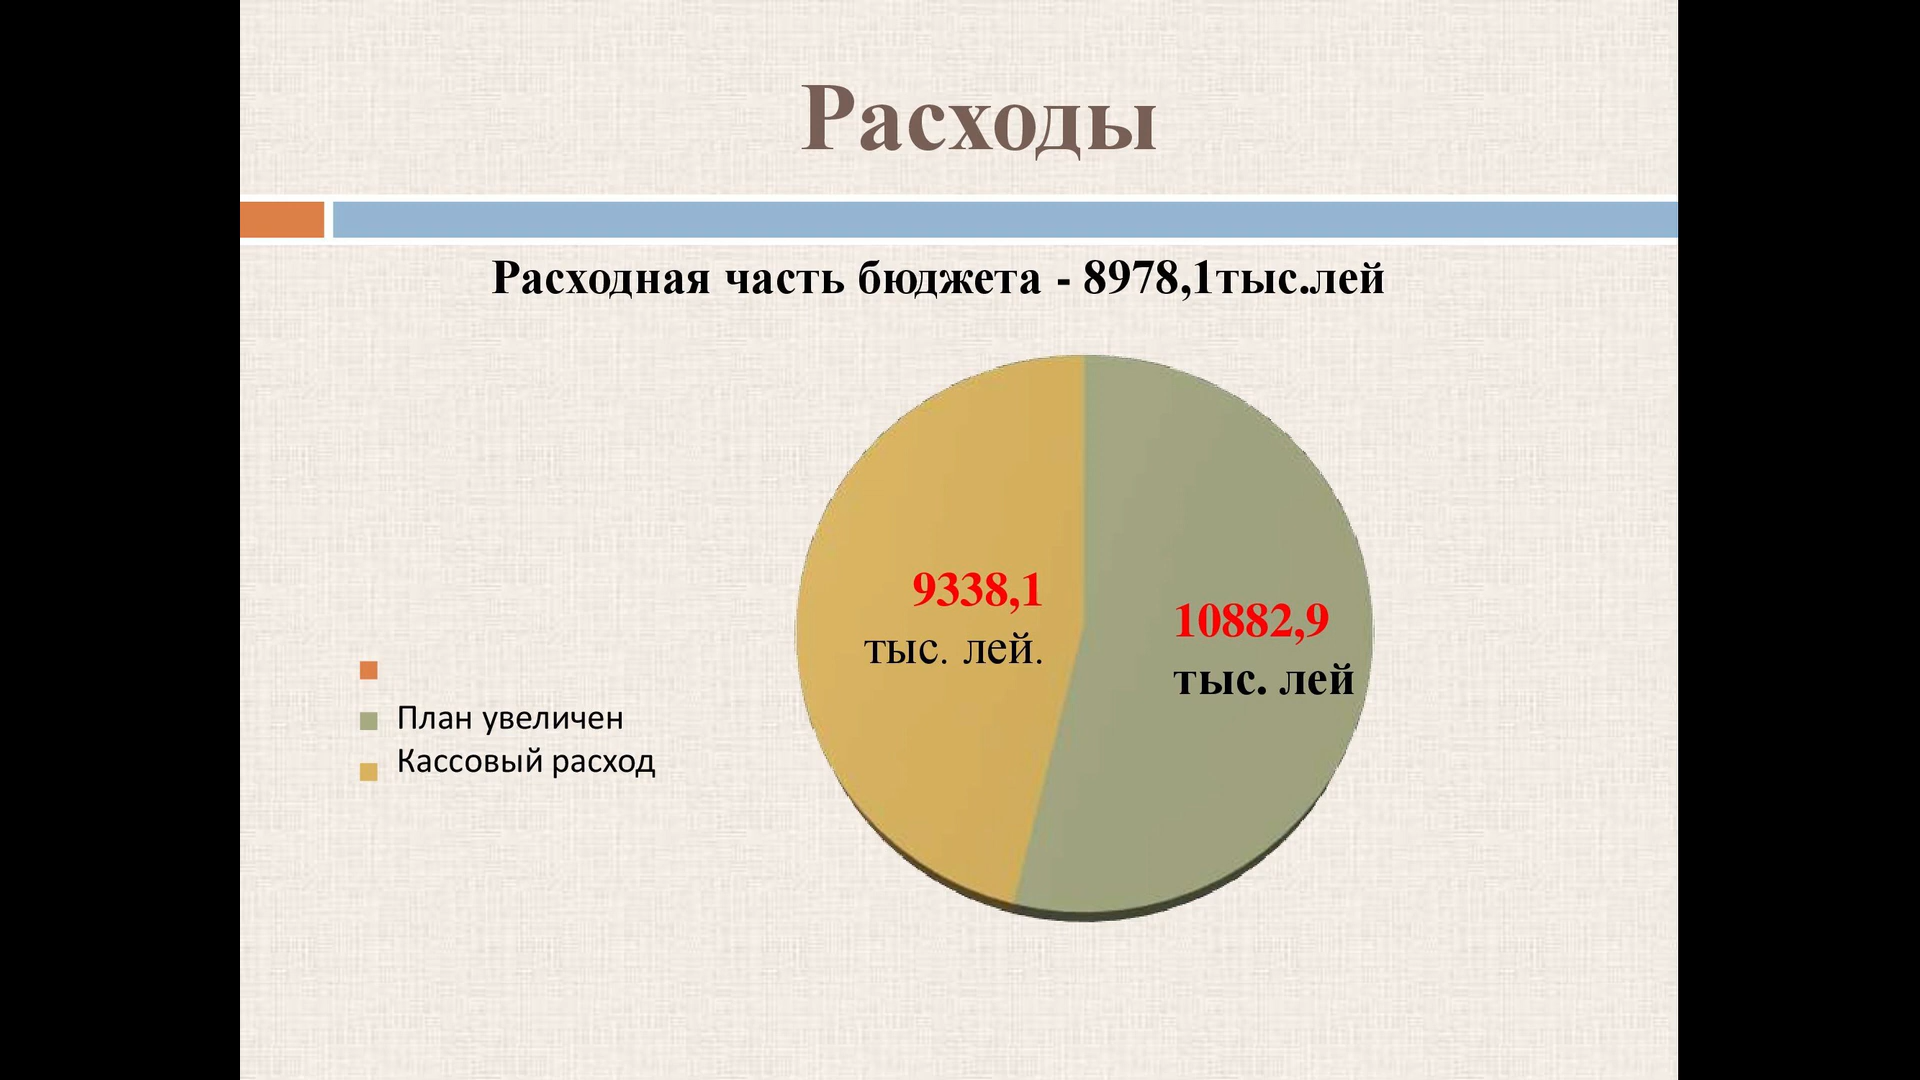 Расходы
Расходная часть бюджета - 8978,1тыс.лей
9338,1
тыс. лей.
10882,9
тыс. лей
План увеличен
Кассовый расход